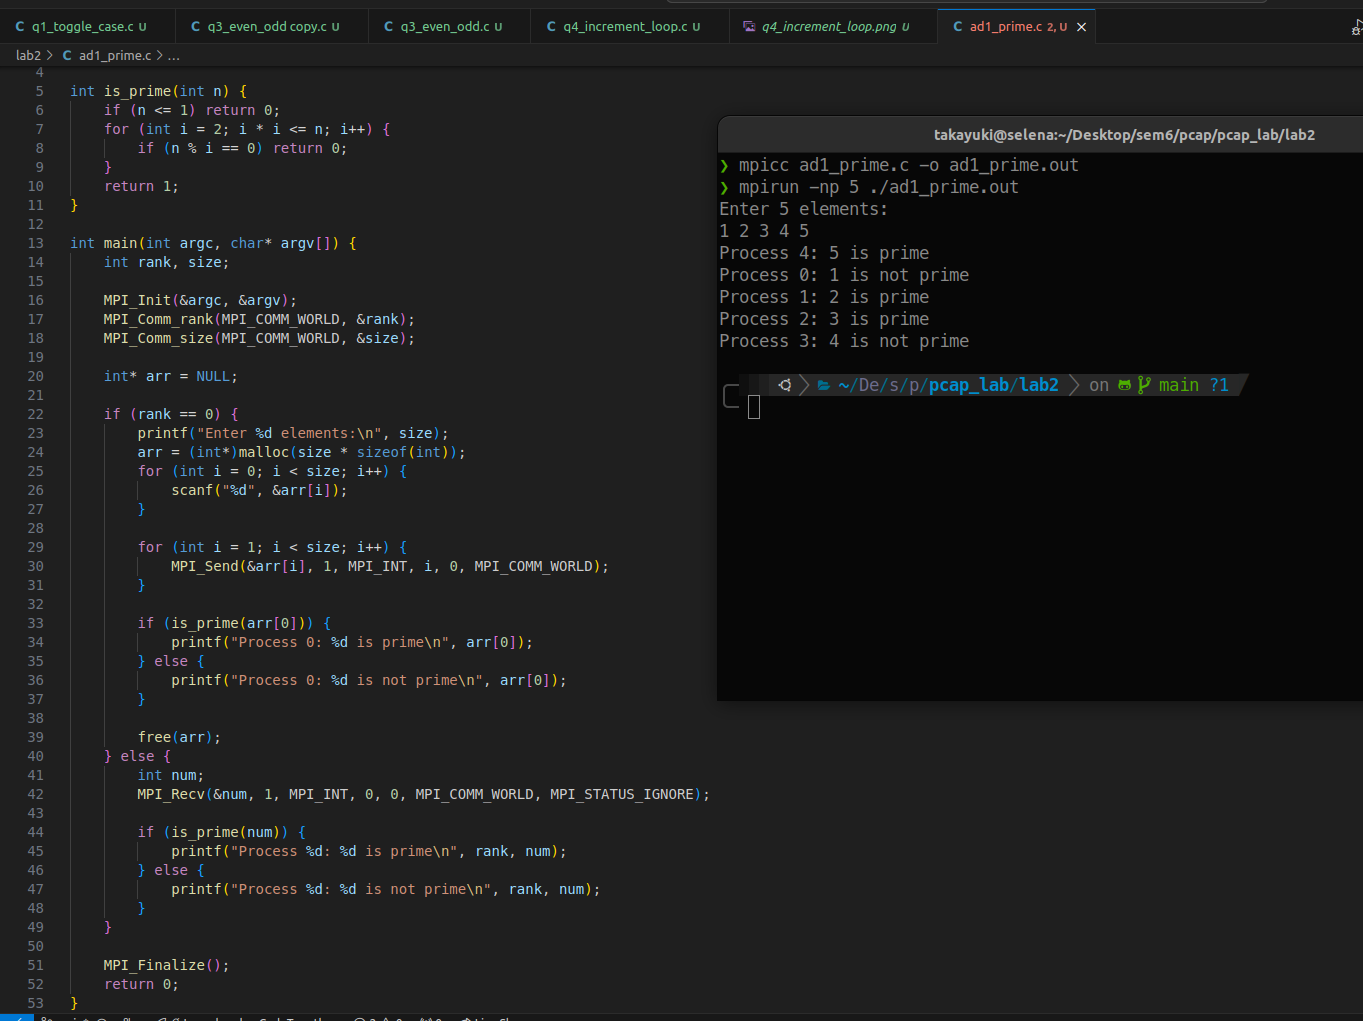 q1_toggle_case.c U
q3_even_odd copy.c U
q3_even_odd.c U
q4_increment_loop.c U
q4_increment_loop.png U
ad1_prime.c 2, U
lab2 > C ad1_prime.c > ...
4
5 int is_prime(int n) {
6 if (n <= 1) return 0;
7 for (int i = 2; i * i <= n; i++) {
8 if (n % i == 0) return 0;
9 }
10 return 1;
11 }
12
13 int main(int argc, char* argv[]) {
14 int rank, size;
15
16 MPI_Init(&argc, &argv);
17 MPI_Comm_rank(MPI_COMM_WORLD, &rank);
18 MPI_Comm_size(MPI_COMM_WORLD, &size);
19
20 int* arr = NULL;
21
22 if (rank == 0) {
23 printf("Enter %d elements:\n", size);
24 arr = (int*)malloc(size * sizeof(int));
25 for (int i = 0; i < size; i++) {
26 scanf("%d", &arr[i]);
27 }
28
29 for (int i = 1; i < size; i++) {
30 MPI_Send(&arr[i], 1, MPI_INT, i, 0, MPI_COMM_WORLD);
31 }
32
33 if (is_prime(arr[0])) {
34 printf("Process 0: %d is prime\n", arr[0]);
35 } else {
36 printf("Process 0: %d is not prime\n", arr[0]);
37 }
38
39 free(arr);
40 } else {
41 int num;
42 MPI_Recv(&num, 1, MPI_INT, 0, 0, MPI_COMM_WORLD, MPI_STATUS_IGNORE);
43
44 if (is_prime(num)) {
45 printf("Process %d: %d is prime\n", rank, num);
46 } else {
47 printf("Process %d: %d is not prime\n", rank, num);
48 }
49 }
50
51 MPI_Finalize();
52 return 0;
53 }
takayuki@selena:~/Desktop/sem6/pcap/pcap_lab/lab2
❯ mpicc ad1_prime.c -o ad1_prime.out
❯ mpirun -np 5 ./ad1_prime.out
Enter 5 elements:
1 2 3 4 5
Process 4: 5 is prime
Process 0: 1 is not prime
Process 1: 2 is prime
Process 2: 3 is prime
Process 3: 4 is not prime
~/De/s/p/pcap_lab/lab2 on main ?1